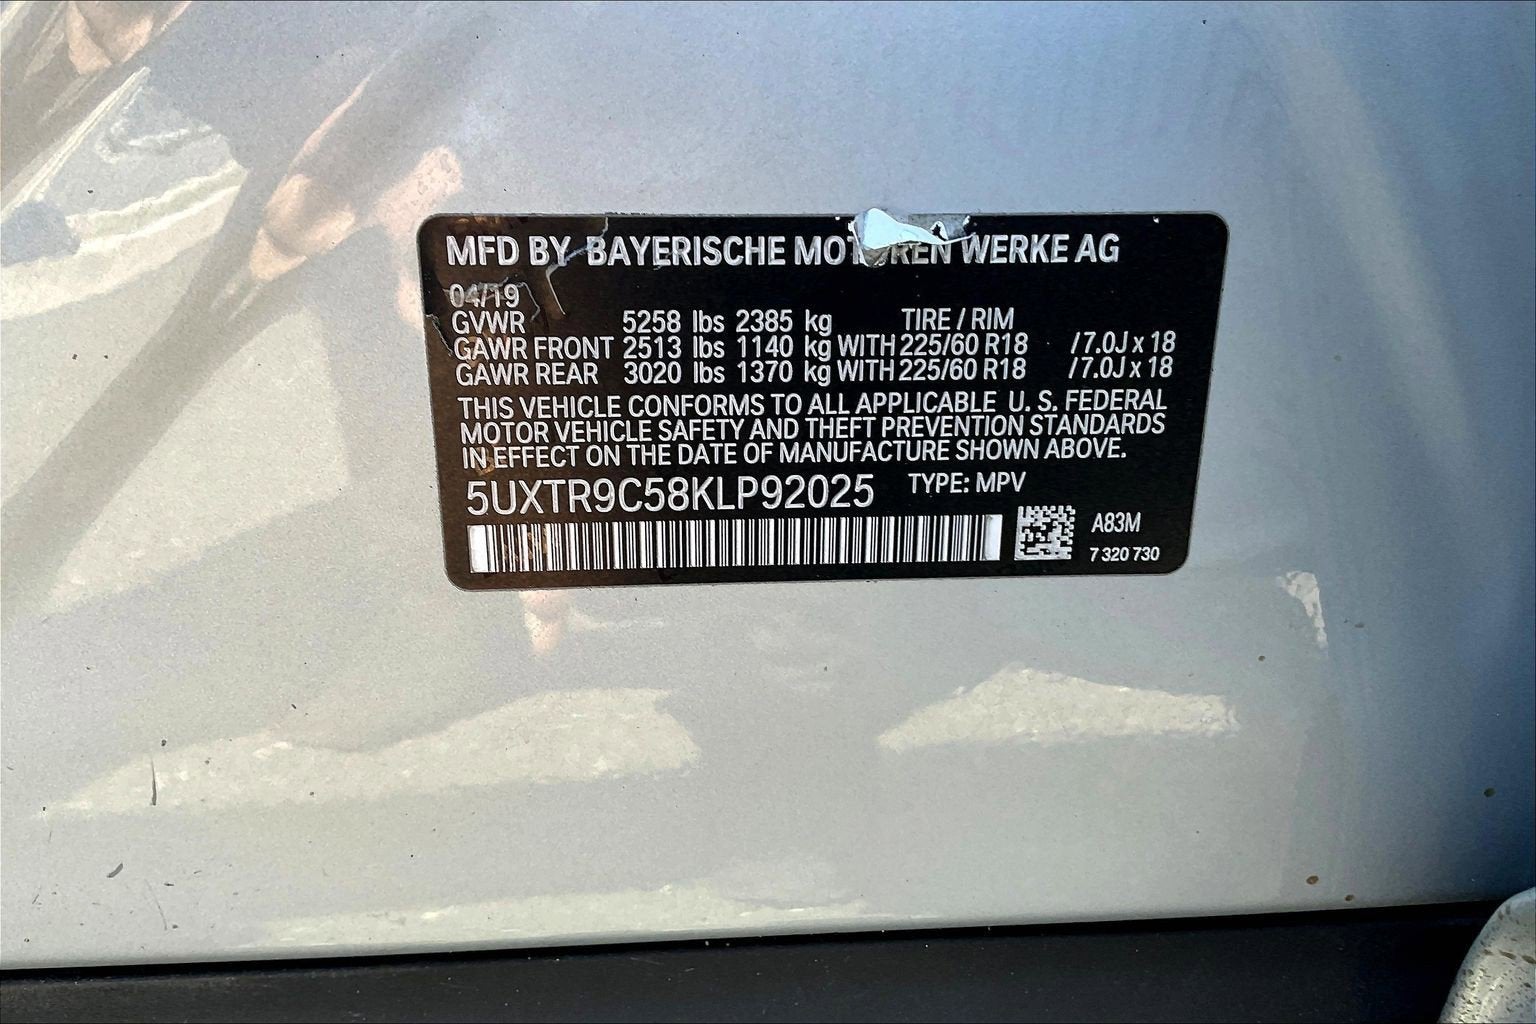 MFD BY BAYERISCHE MOTOREN WERKE AG
04/19
GVWR 5258 lbs 2385 kg TIRE / RIM
GAWR FRONT 2513 lbs 1140 kg WITH 225/60 R18 /7.0J x 18
GAWR REAR 3020 lbs 1370 kg WITH 225/60 R18 /7.0J x 18
THIS VEHICLE CONFORMS TO ALL APPLICABLE U. S. FEDERAL
MOTOR VEHICLE SAFETY AND THEFT PREVENTION STANDARDS
IN EFFECT ON THE DATE OF MANUFACTURE SHOWN ABOVE.
5UXTR9C58KLP92025 TYPE: MPV
A83M
7 320 730